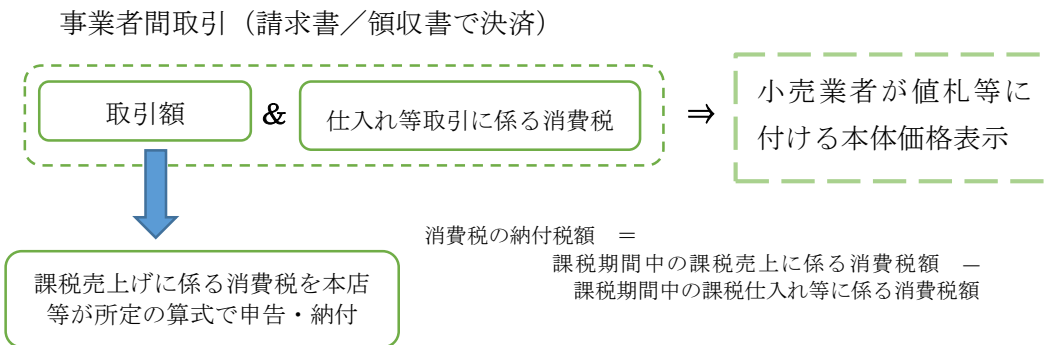 事業者間取引（請求書／領収書で決済）
取引額
&
仕入れ等取引に係る消費税
⇒
小売業者が値札等に
付ける本体価格表示
消費税の納付税額　＝
課税期間中の課税売上に係る消費税額　－
課税期間中の課税仕入れ等に係る消費税額
課税売上げに係る消費税を本店
等が所定の算式で申告・納付